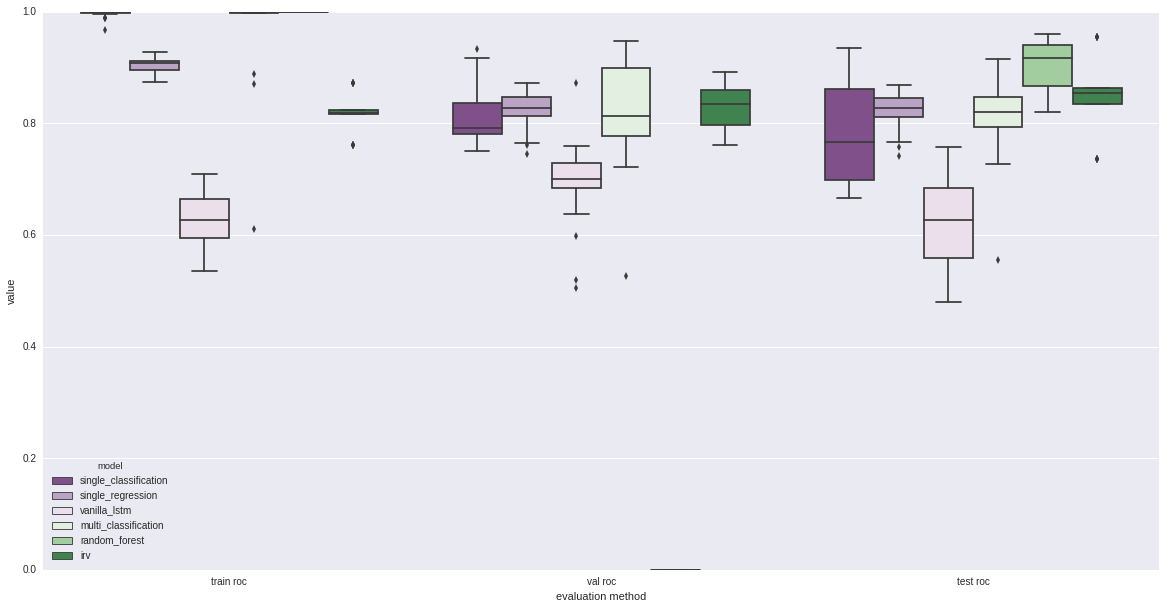 1.0
0.8
0.6
0.4
0.2
0.0
value
model
single_classification
single_regression
vanilla_lstm
multi_classification
random_forest
irv
train roc
val roc
test roc
evaluation method